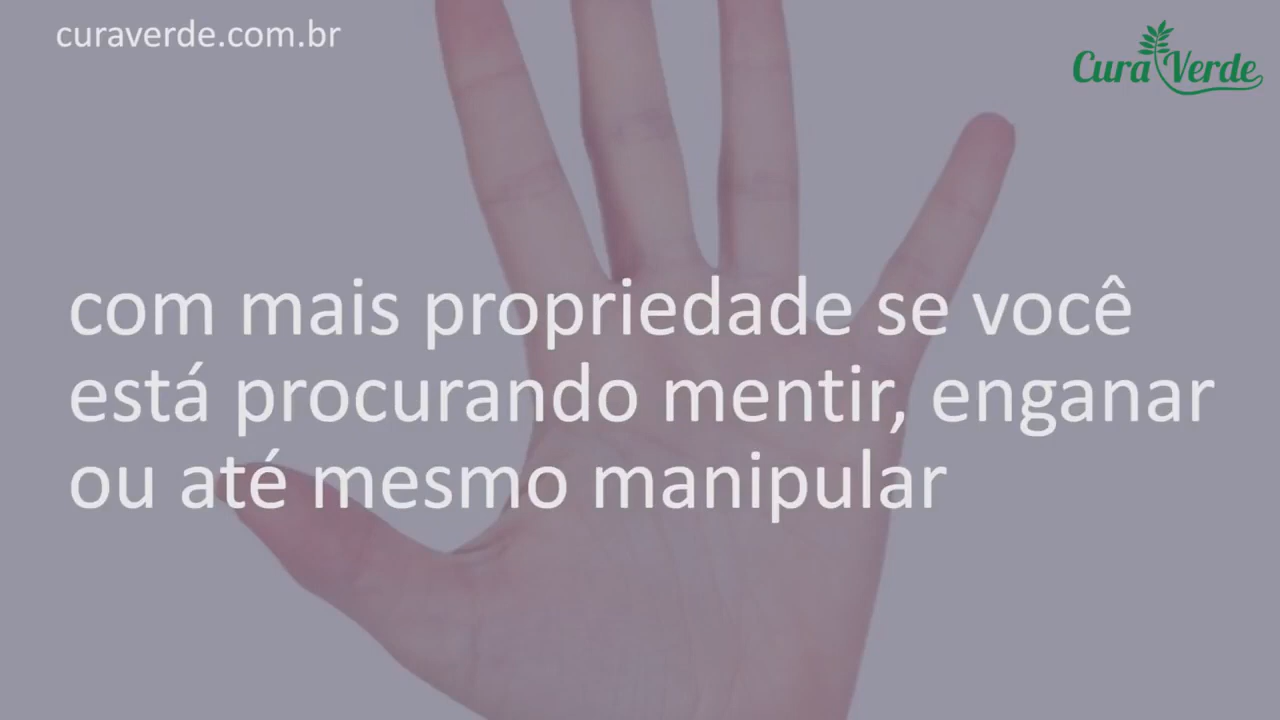 curaverde.com.br
Cura Verde
com mais propriedade se você
está procurando mentir, enganar
ou até mesmo manipular